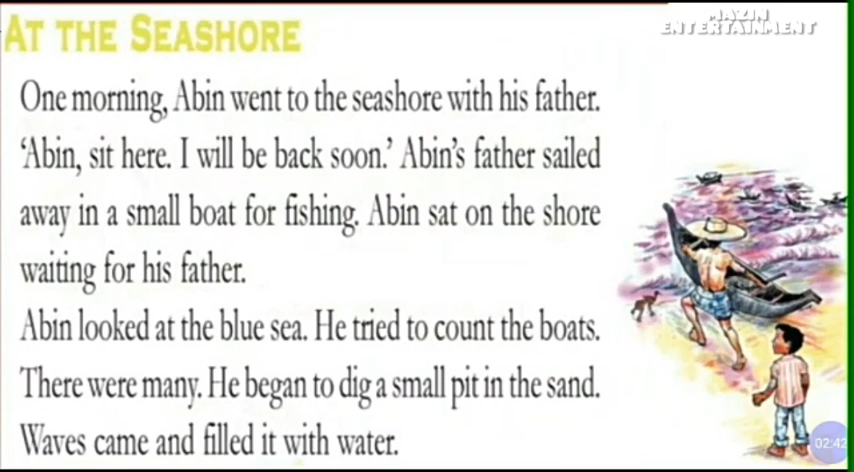 MAZIN
ENTERTAINMENT
AT THE SEASHORE
One morning, Abin went to the seashore with his father.
‘Abin, sit here. I will be back soon.’ Abin’s father sailed
away in a small boat for fishing. Abin sat on the shore
waiting for his father.
Abin looked at the blue sea. He tried to count the boats.
There were many. He began to dig a small pit in the sand.
Waves came and filled it with water.
02:42